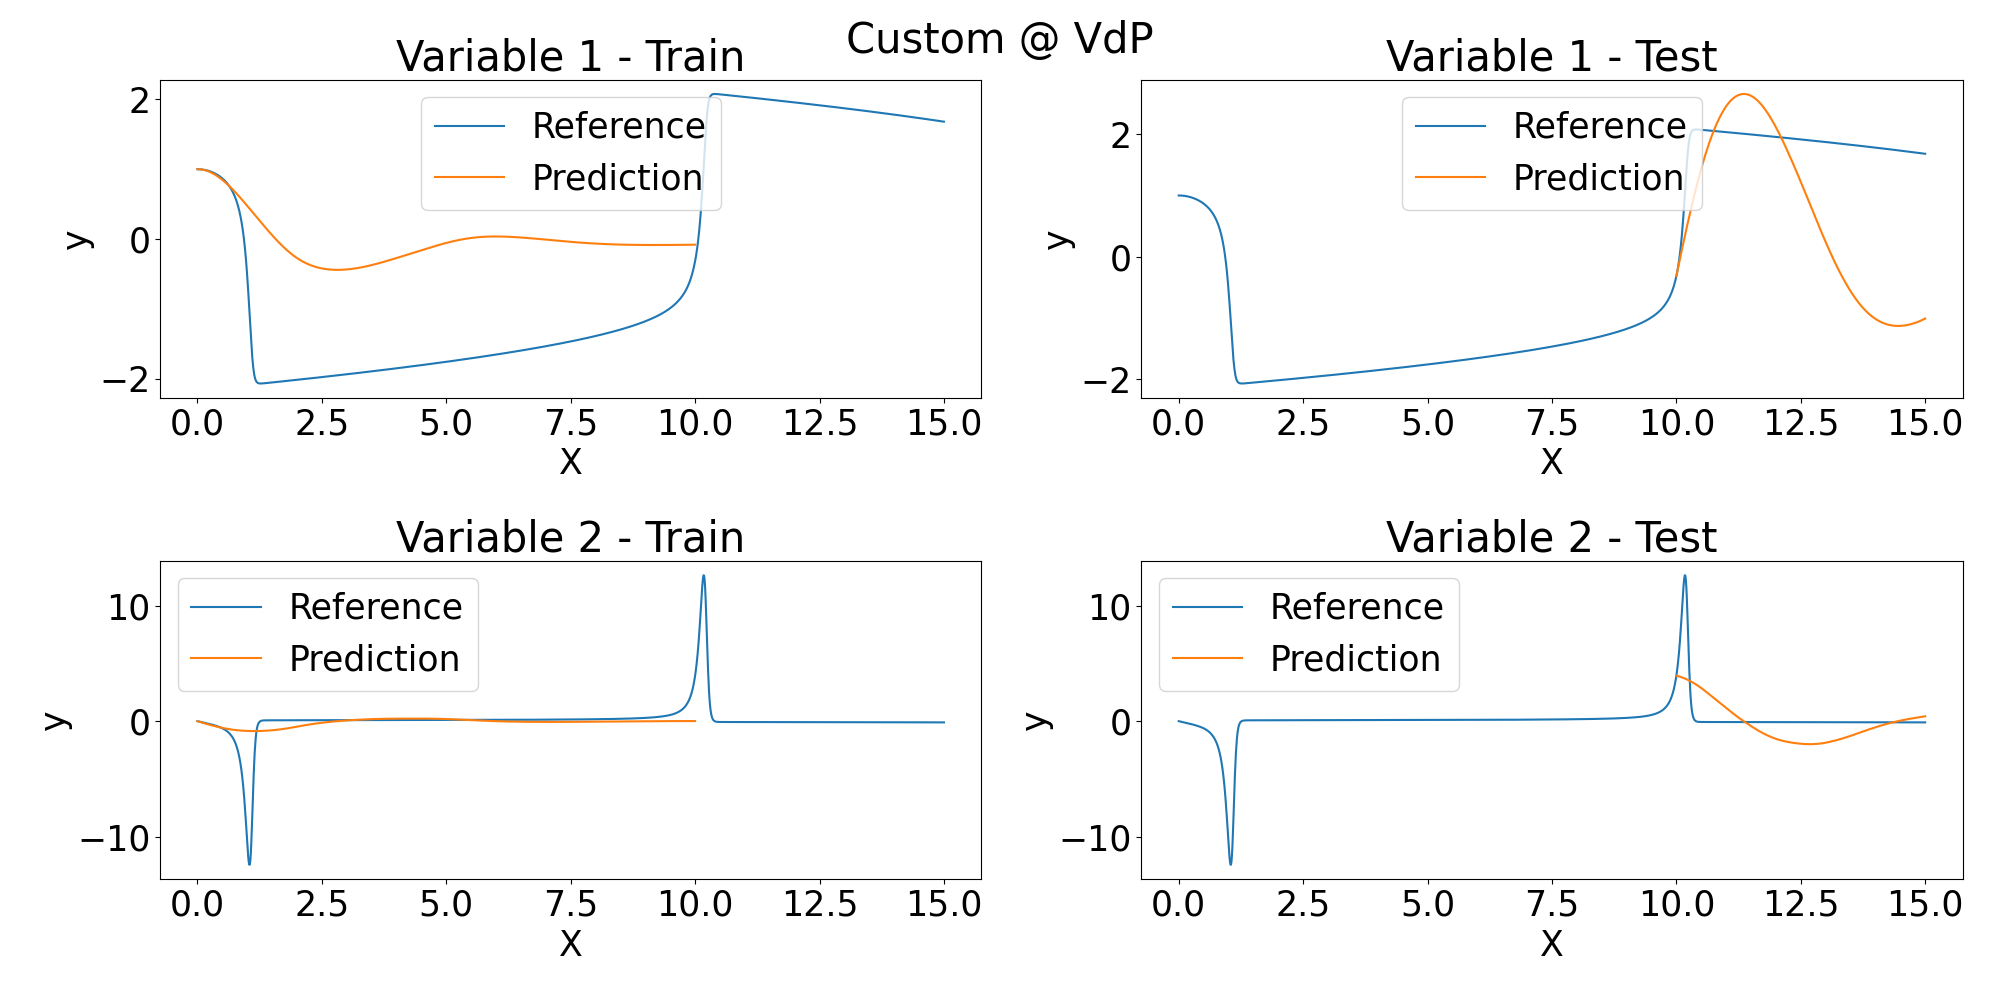 Custom @ VdP
Variable 1 - Train
2
0
−2
y
Reference
Prediction
0.0 2.5 5.0 7.5 10.0 12.5 15.0
X
Variable 1 - Test
2
0
−2
y
Reference
Prediction
0.0 2.5 5.0 7.5 10.0 12.5 15.0
X
Variable 2 - Train
10
0
−10
y
Reference
Prediction
0.0 2.5 5.0 7.5 10.0 12.5 15.0
X
Variable 2 - Test
10
0
−10
y
Reference
Prediction
0.0 2.5 5.0 7.5 10.0 12.5 15.0
X